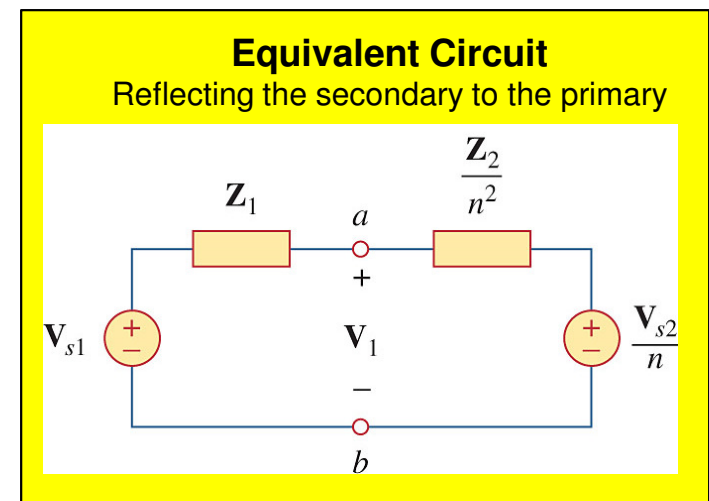 Equivalent Circuit
Reflecting the secondary to the primary
Z₂
n²
Z₁
a
+
Vₛ₁
+
−
V₁
+
−
Vₛ₂
n
−
b